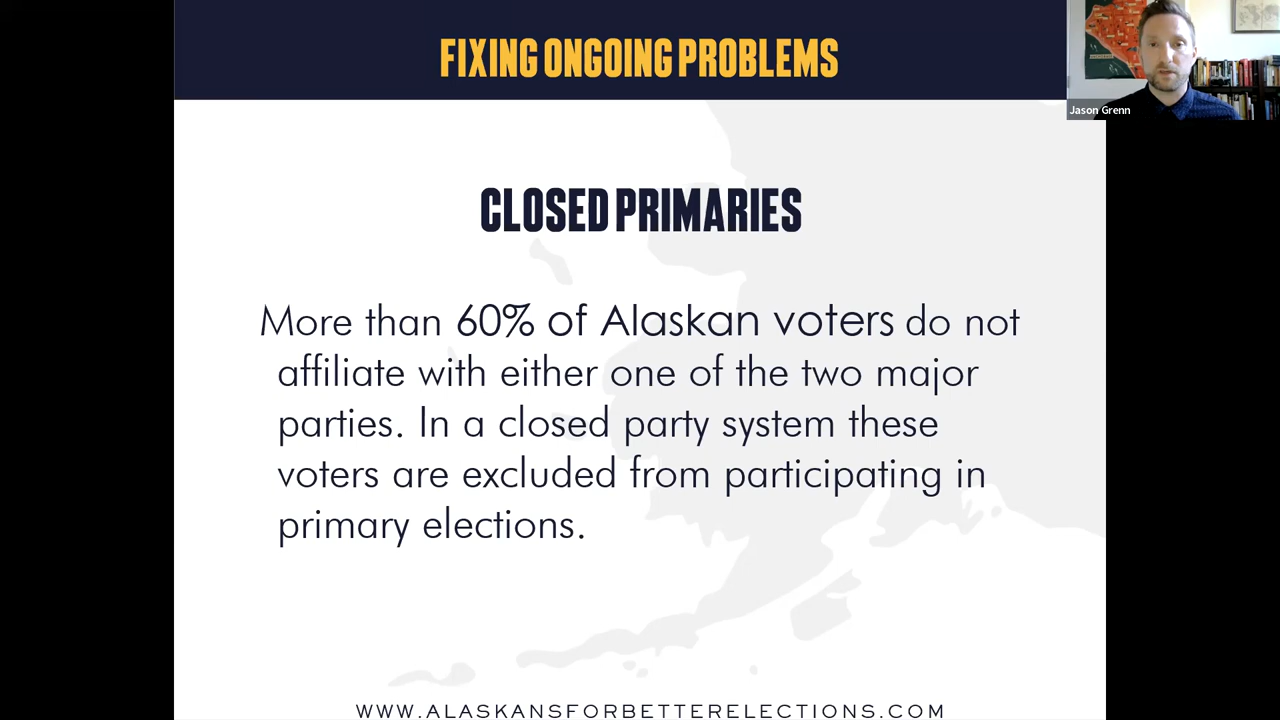 FIXING ONGOING PROBLEMS
Jason Grenn
CLOSED PRIMARIES
More than 60% of Alaskan voters do not
affiliate with either one of the two major
parties. In a closed party system these
voters are excluded from participating in
primary elections.
WWW.ALASKANSFORBETTERELECTIONS.COM